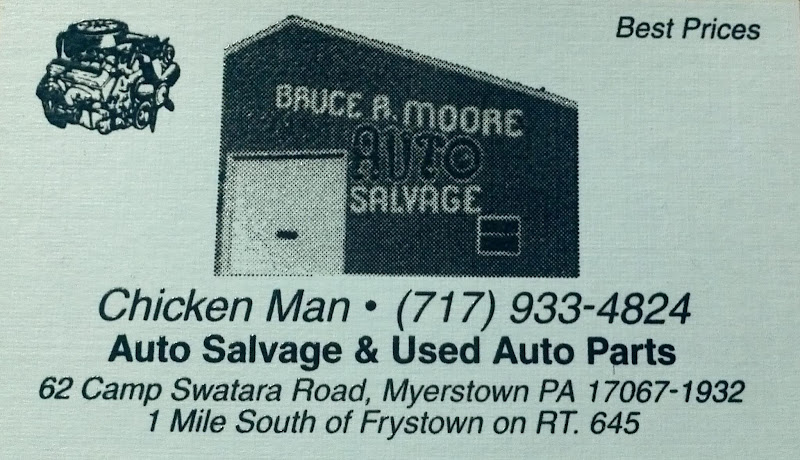 Best Prices
BRUCE A. MOORE
AUTO
SALVAGE
Chicken Man • (717) 933-4824
Auto Salvage & Used Auto Parts
62 Camp Swatara Road, Myerstown PA 17067-1932
1 Mile South of Frystown on RT. 645